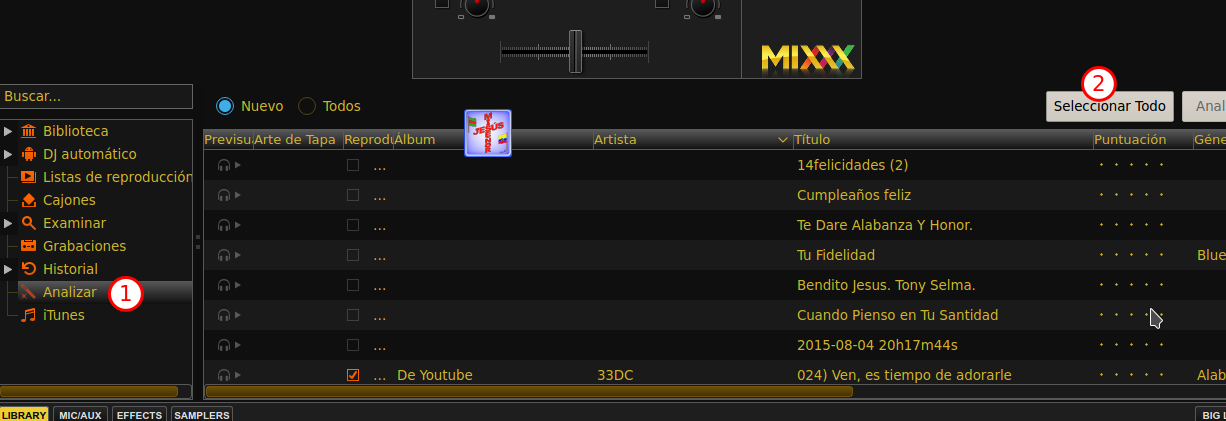 MIXXX
Buscar...
Nuevo Todos
2
Seleccionar Todo Anal
Biblioteca
DJ automático
Listas de reproducción
Cajones
Examinar
Grabaciones
Historial
Analizar 1
iTunes
Previsu Arte de Tapa Reprodu Álbum Artista Título Puntuación Géne
... 14felicidades (2)
... Cumpleaños feliz
... Te Dare Alabanza Y Honor.
... Tu Fidelidad Blue
... Bendito Jesus. Tony Selma.
... Cuando Pienso en Tu Santidad
... 2015-08-04 20h17m44s
... De Youtube 33DC 024) Ven, es tiempo de adorarle Alab
JESÚS
LIBRARY MIC/AUX EFFECTS SAMPLERS BIG L